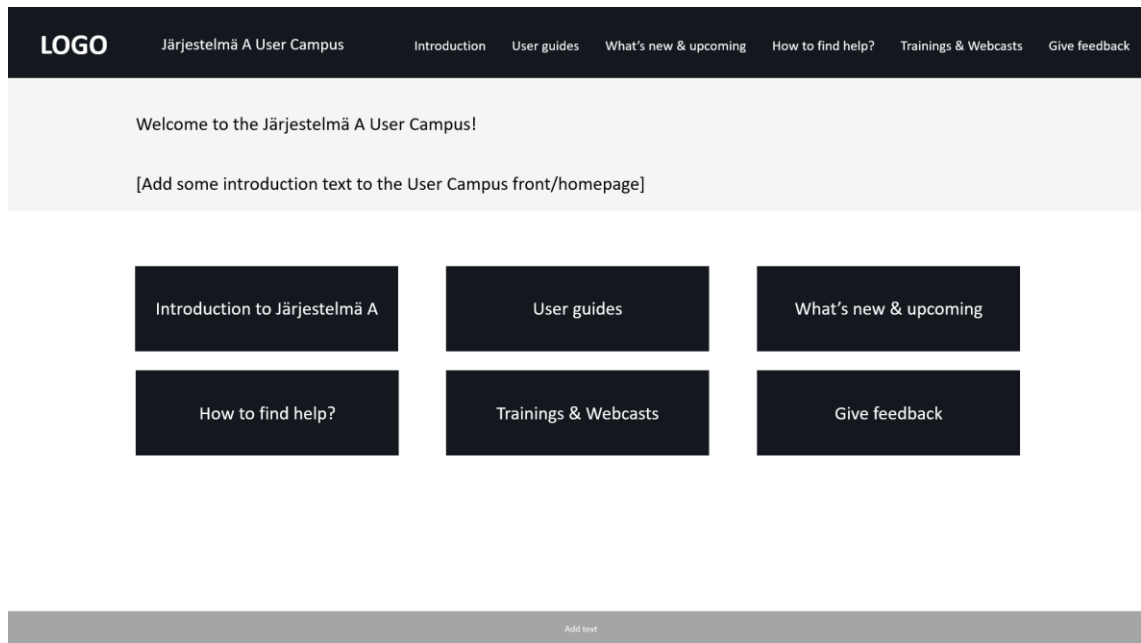 LOGO
Järjestelmä A User Campus
Introduction
User guides
What's new & upcoming
How to find help?
Trainings & Webcasts
Give feedback
Welcome to the Järjestelmä A User Campus!
[Add some introduction text to the User Campus front/homepage]
Introduction to Järjestelmä A
User guides
What's new & upcoming
How to find help?
Trainings & Webcasts
Give feedback
Add text